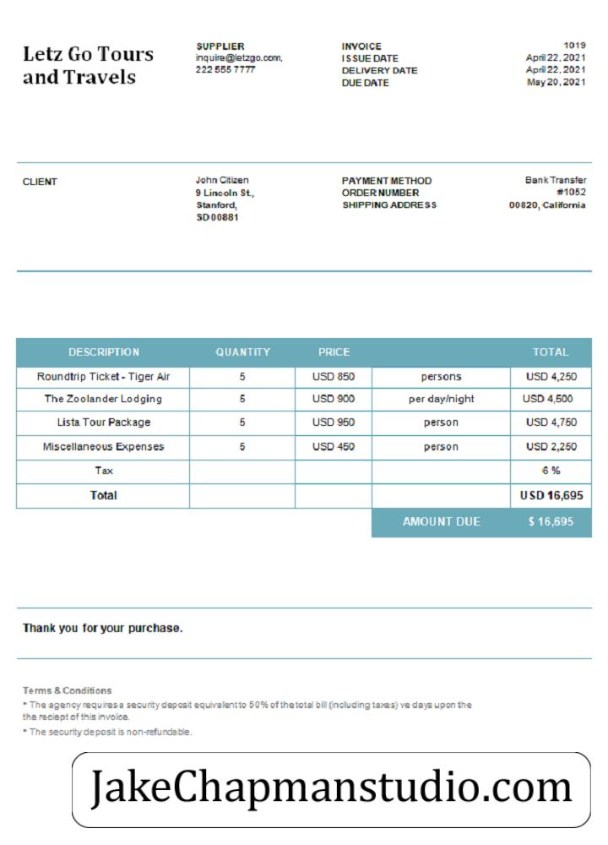 Letz Go Tours
and Travels
SUPPLIER
inquire@letzgo.com,
222 555 7777
INVOICE 1019
ISSUE DATE April 22, 2021
DELIVERY DATE April 22, 2021
DUE DATE May 20, 2021
CLIENT
John Citizen
9 Lincoln St.,
Stanford,
SD 00881
PAYMENT METHOD Bank Transfer
ORDER NUMBER #1052
SHIPPING ADDRESS 00820, California
DESCRIPTION QUANTITY PRICE TOTAL
Roundtrip Ticket - Tiger Air 5 USD 850 persons USD 4,250
The Zoolander Lodging 5 USD 900 per day/night USD 4,500
Lista Tour Package 5 USD 950 person USD 4,750
Miscellaneous Expenses 5 USD 450 person USD 2,250
Tax 6 %
Total USD 16,695
AMOUNT DUE $ 16,695
Thank you for your purchase.
Terms & Conditions
* The agency requires a security deposit equivalent to 50% of the total bill (including taxes) ve days upon the
the reciept of this invoice.
* The security deposit is non-refundable.
JakeChapmanstudio.com